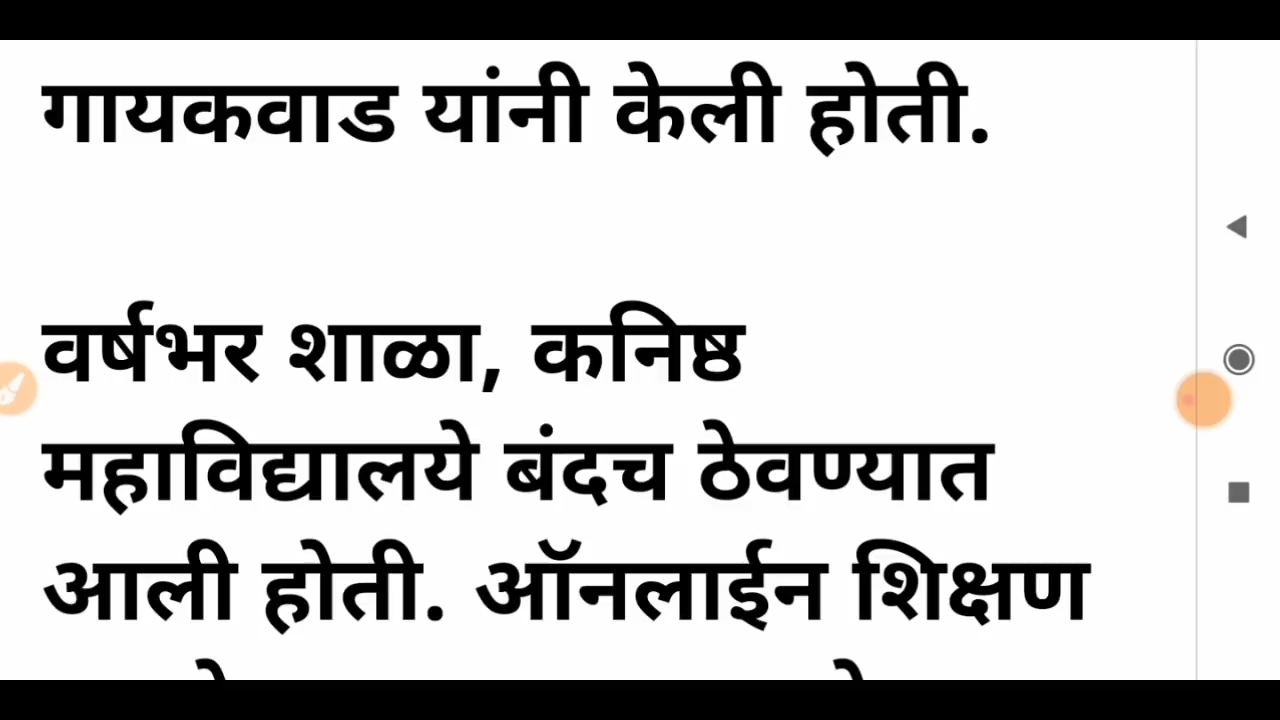 गायकवाड यांनी केली होती.
वर्षभर शाळा, कनिष्ठ
महाविद्यालये बंदच ठेवण्यात
आली होती. ऑनलाईन शिक्षण